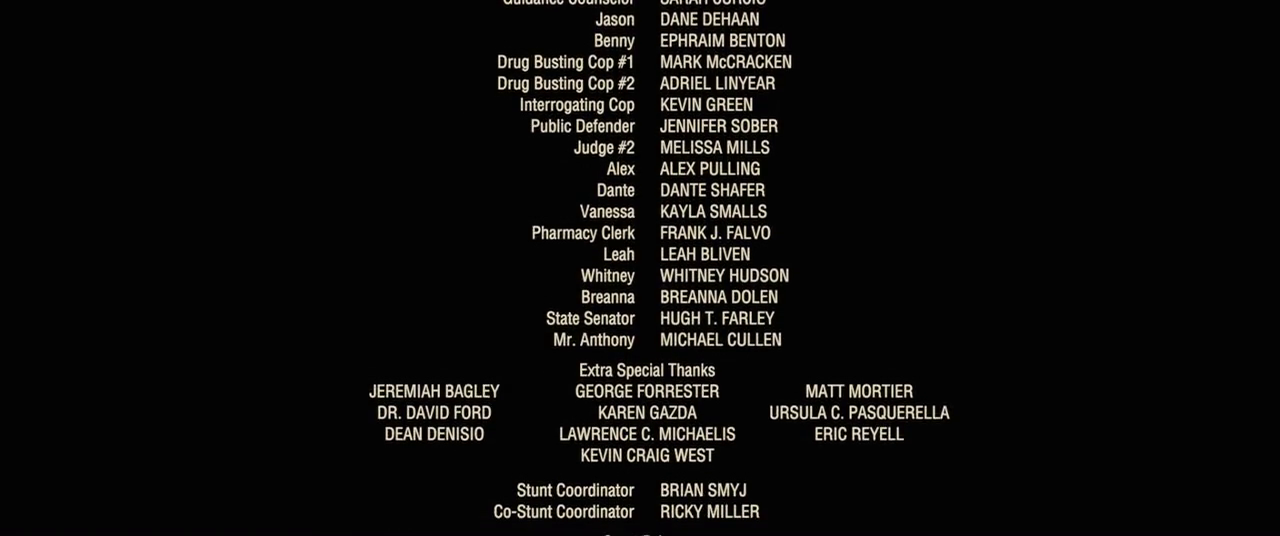 Jason DANE DEHAAN
Benny EPHRAIM BENTON
Drug Busting Cop #1 MARK McCRACKEN
Drug Busting Cop #2 ADRIEL LINYEAR
Interrogating Cop KEVIN GREEN
Public Defender JENNIFER SOBER
Judge #2 MELISSA MILLS
Alex ALEX PULLING
Dante DANTE SHAFER
Vanessa KAYLA SMALLS
Pharmacy Clerk FRANK J. FALVO
Leah LEAH BLIVEN
Whitney WHITNEY HUDSON
Breanna BREANNA DOLEN
State Senator HUGH T. FARLEY
Mr. Anthony MICHAEL CULLEN
Extra Special Thanks
JEREMIAH BAGLEY GEORGE FORRESTER MATT MORTIER
DR. DAVID FORD KAREN GAZDA URSULA C. PASQUERELLA
DEAN DENISIO LAWRENCE C. MICHAELIS ERIC REYELL
KEVIN CRAIG WEST
Stunt Coordinator BRIAN SMYJ
Co-Stunt Coordinator RICKY MILLER